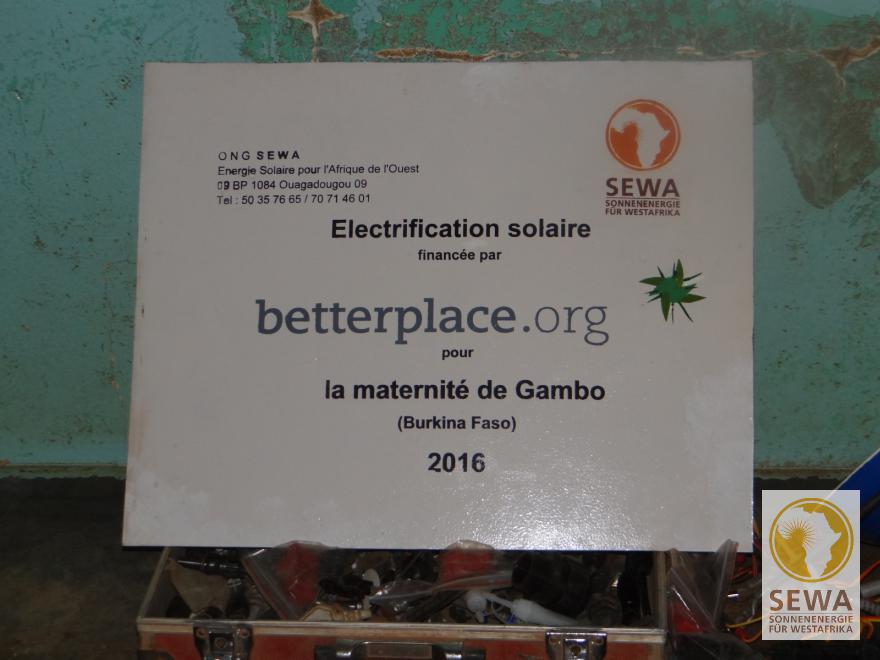 ONG SEWA
Energie Solaire pour l'Afrique de l'Ouest
09 BP 1084 Ouagadougou 09
Tel : 50 35 76 65 / 70 71 46 01
SEWA
SONNENENERGIE
FÜR WESTAFRIKA
Electrification solaire
financée par
betterplace.org
pour
la maternité de Gambo
(Burkina Faso)
2016
SEWA
SONNENENERGIE
FÜR WESTAFRIKA